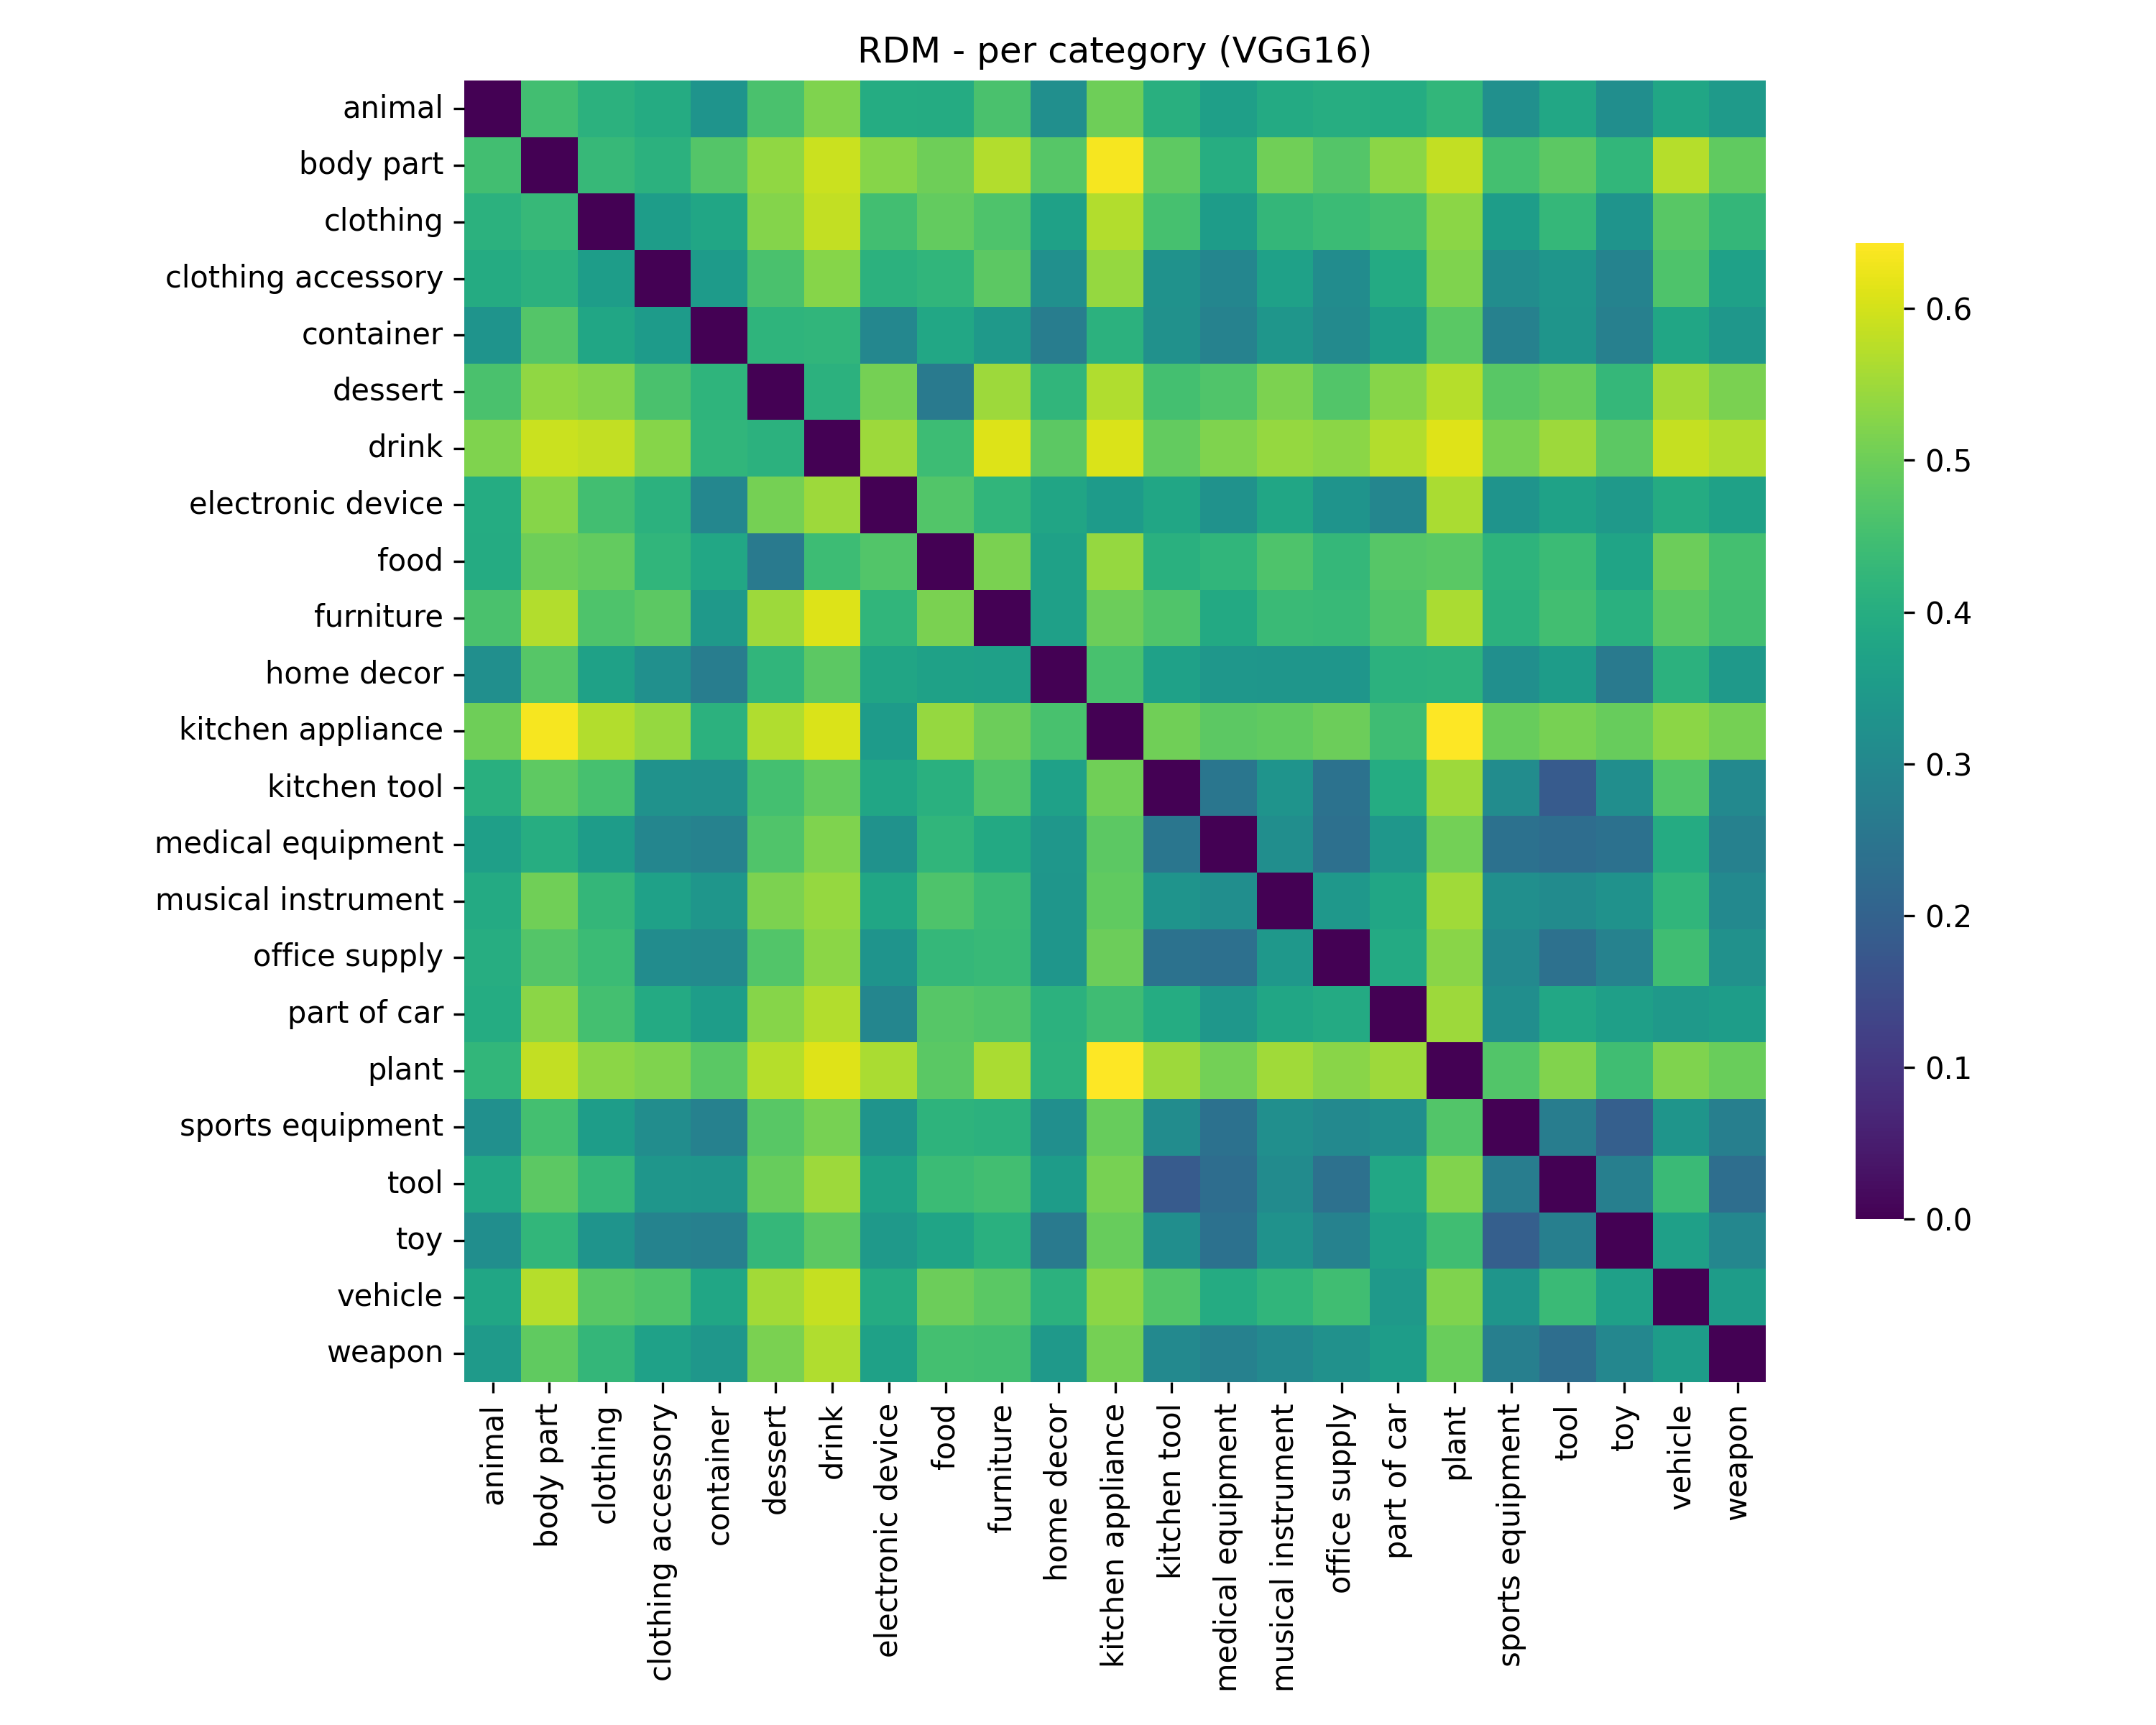 RDM - per category (VGG16)
animal
body part
clothing
clothing accessory
container
dessert
drink
electronic device
food
furniture
home decor
kitchen appliance
kitchen tool
medical equipment
musical instrument
office supply
part of car
plant
sports equipment
tool
toy
vehicle
weapon
0.6
0.5
0.4
0.3
0.2
0.1
0.0
animal
body part
clothing
clothing accessory
container
dessert
drink
electronic device
food
furniture
home decor
kitchen appliance
kitchen tool
medical equipment
musical instrument
office supply
part of car
plant
sports equipment
tool
toy
vehicle
weapon